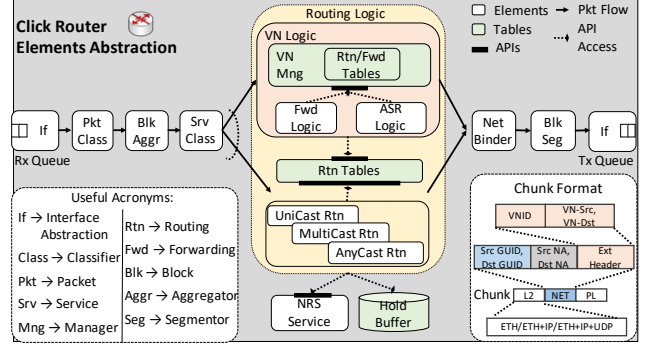 Click Router
Elements Abstraction
Routing Logic
VN Logic
VN
Mng
Rtn/Fwd
Tables
Fwd
Logic
ASR
Logic
Rtn Tables
UniCast Rtn
MultiCast Rtn
AnyCast Rtn
NRS
Service
Hold
Buffer
Elements
Tables
APIs
Pkt Flow
API
Access
If
Rx Queue
Pkt
Class
Blk
Aggr
Srv
Class
Net
Binder
Blk
Seg
If
Tx Queue
Useful Acronyms:
If → Interface
Abstraction
Class → Classifier
Pkt → Packet
Srv → Service
Mng → Manager
Rtn → Routing
Fwd → Forwarding
Blk → Block
Aggr → Aggregator
Seg → Segmentor
Chunk Format
VNID
VN-Src,
VN-Dst
Src GUID,
Dst GUID
Src NA,
Dst NA
Ext
Header
Chunk
L2
NET
PL
ETH/ETH+IP/ETH+IP+UDP